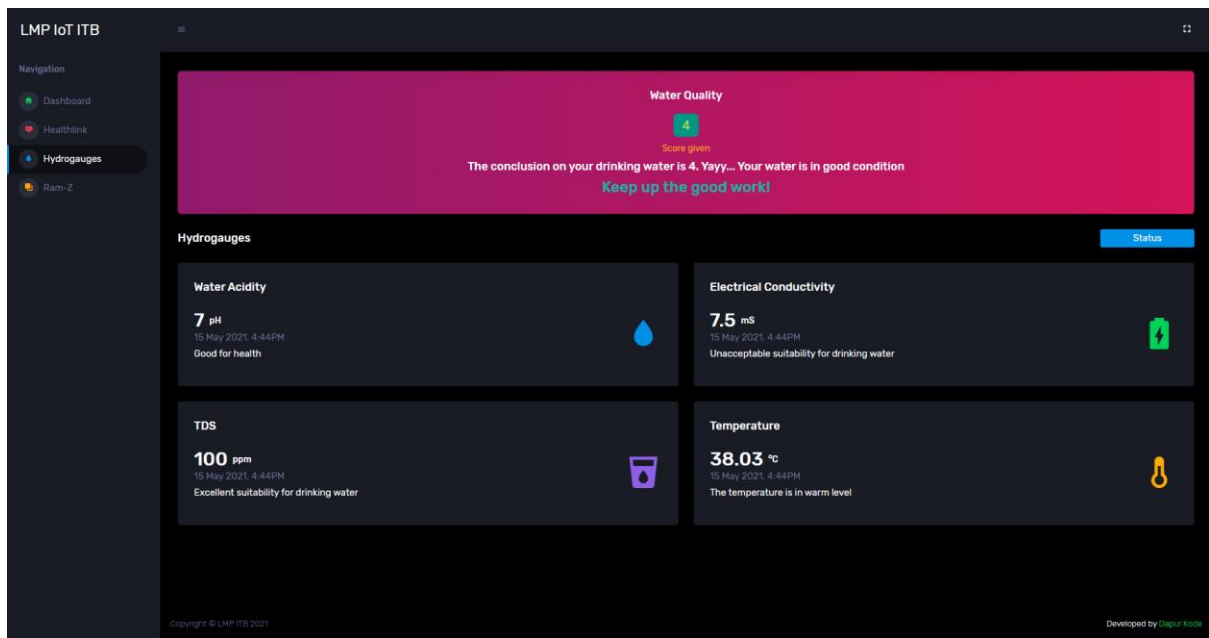 LMP IoT ITB
Navigation
Dashboard
Healthlink
Hydrogauges
Ram-Z
Water Quality
4
Score given
The conclusion on your drinking water is 4. Yayy... Your water is in good condition
Keep up the good work!
Hydrogauges
Status
Water Acidity
7 pH
15 May 2021, 4:44PM
Good for health
Electrical Conductivity
7.5 mS
15 May 2021, 4:44PM
Unacceptable suitability for drinking water
TDS
100 ppm
15 May 2021, 4:44PM
Excellent suitability for drinking water
Temperature
38.03 °C
15 May 2021, 4:44PM
The temperature is in warm level
Copyright © LMP ITB 2021
Developed by Dapur Kode